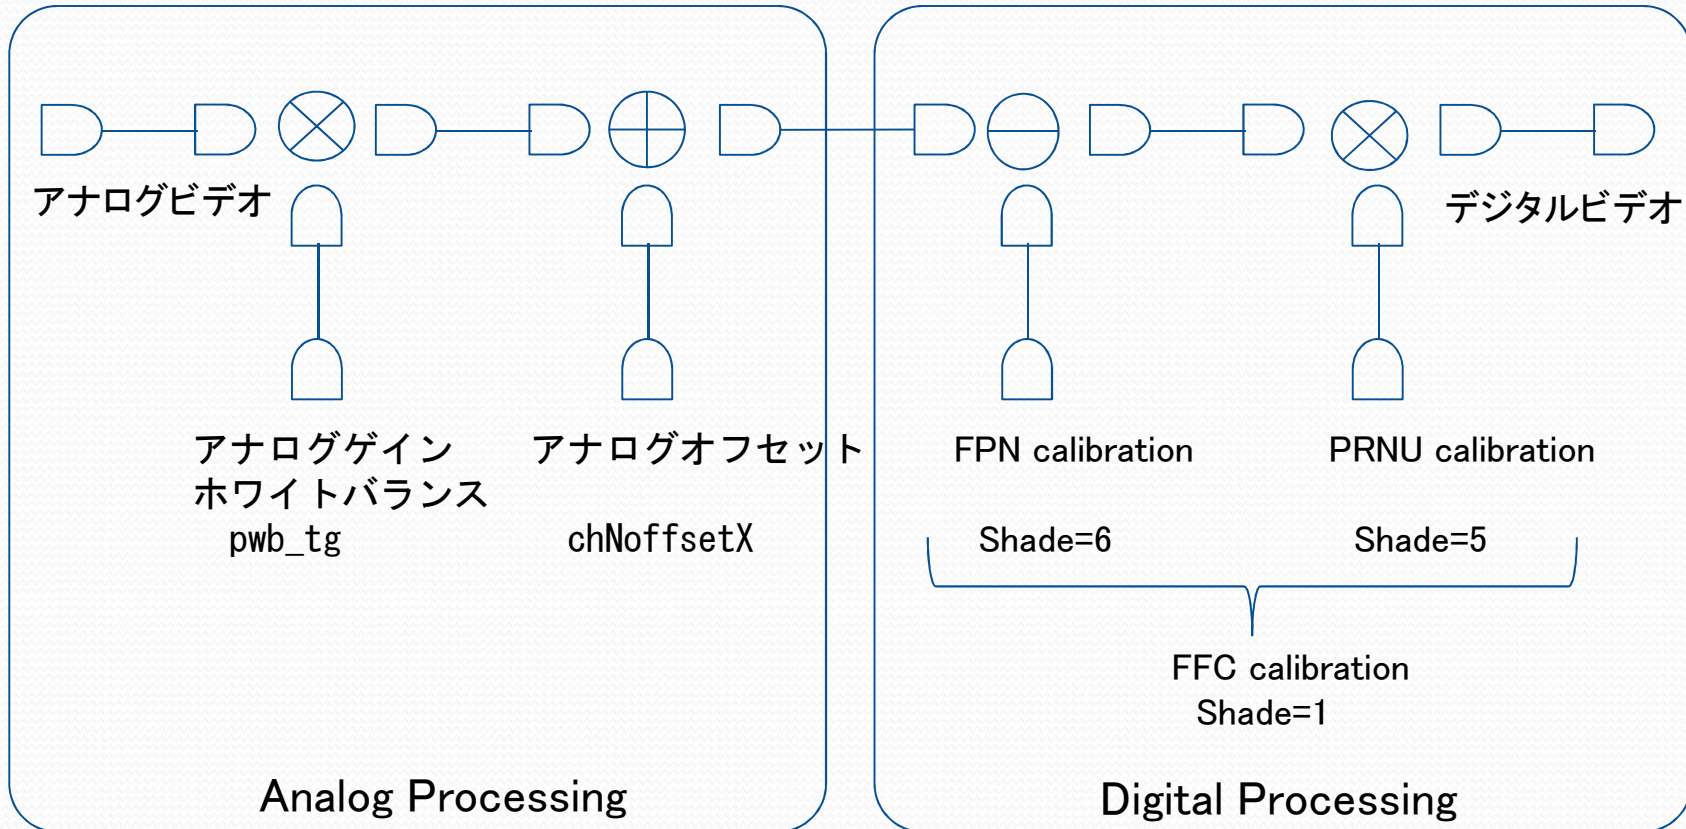 アナログビデオ
デジタルビデオ
アナログゲイン
ホワイトバランス
pwb_tg
アナログオフセット
chNoffsetX
FPN calibration
Shade=6
PRNU calibration
Shade=5
FFC calibration
Shade=1
Analog Processing
Digital Processing